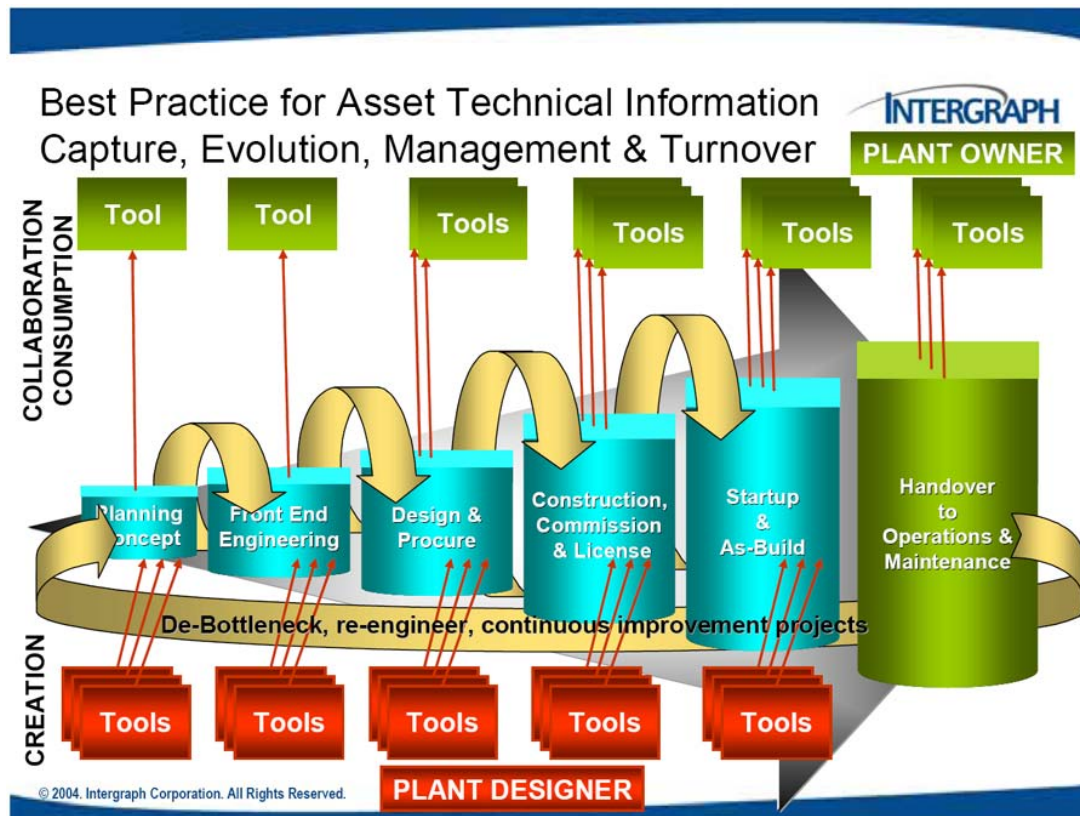 Best Practice for Asset Technical Information
Capture, Evolution, Management & Turnover
INTERGRAPH
PLANT OWNER
COLLABORATION
CONSUMPTION
Tool
Tool
Tools
Tools
Tools
Tools
Planning
Concept
Front End
Engineering
Design &
Procure
Construction,
Commission
& License
Startup
&
As-Build
Handover
to
Operations &
Maintenance
De-Bottleneck, re-engineer, continuous improvement projects
CREATION
Tools
Tools
Tools
Tools
Tools
PLANT DESIGNER
© 2004. Intergraph Corporation. All Rights Reserved.